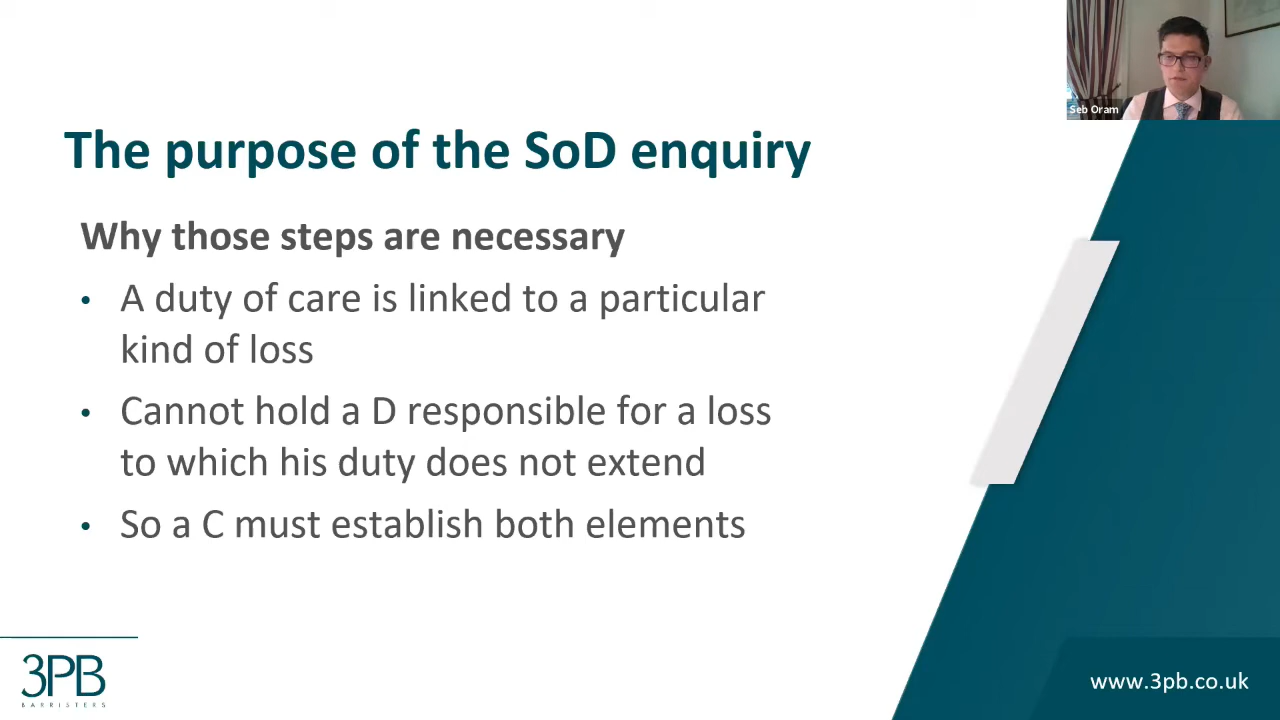 Seb Oram
The purpose of the SoD enquiry
Why those steps are necessary
• A duty of care is linked to a particular
kind of loss
• Cannot hold a D responsible for a loss
to which his duty does not extend
• So a C must establish both elements
3PB
BARRISTERS
www.3pb.co.uk